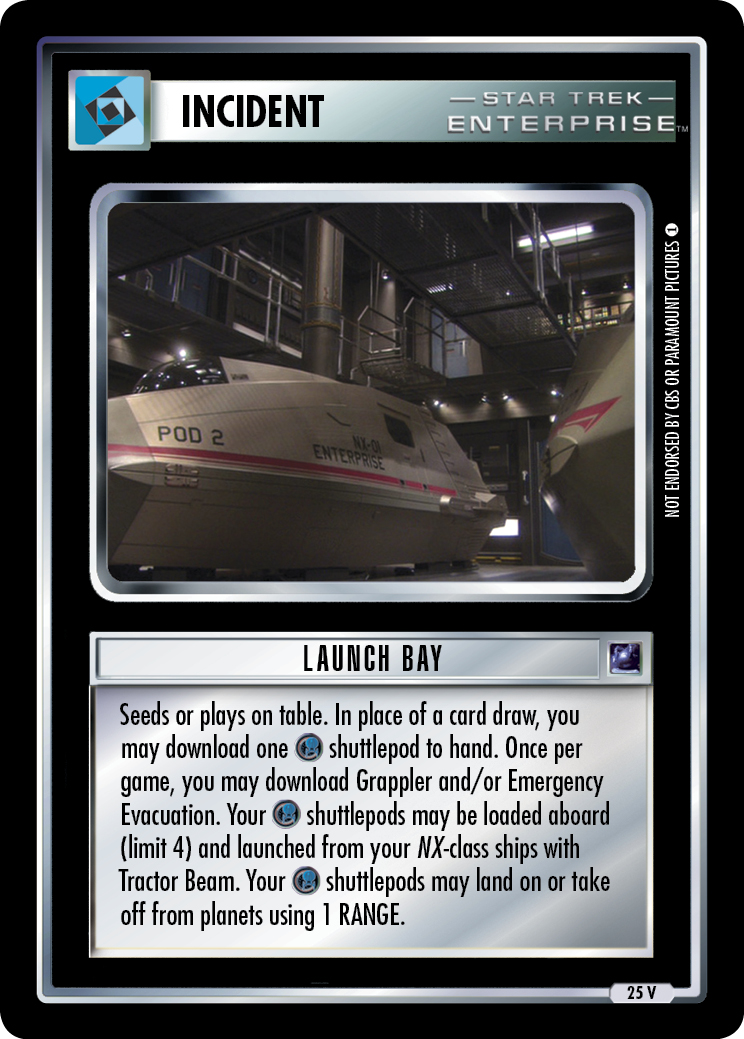 INCIDENT
— STAR TREK —
ENTERPRISE™
POD 2
NX-01
ENTERPRISE
NOT ENDORSED BY CBS OR PARAMOUNT PICTURES 1
LAUNCH BAY
Seeds or plays on table. In place of a card draw, you
may download one shuttlepod to hand. Once per
game, you may download Grappler and/or Emergency
Evacuation. Your shuttlepods may be loaded aboard
(limit 4) and launched from your NX-class ships with
Tractor Beam. Your shuttlepods may land on or take
off from planets using 1 RANGE.
25 V